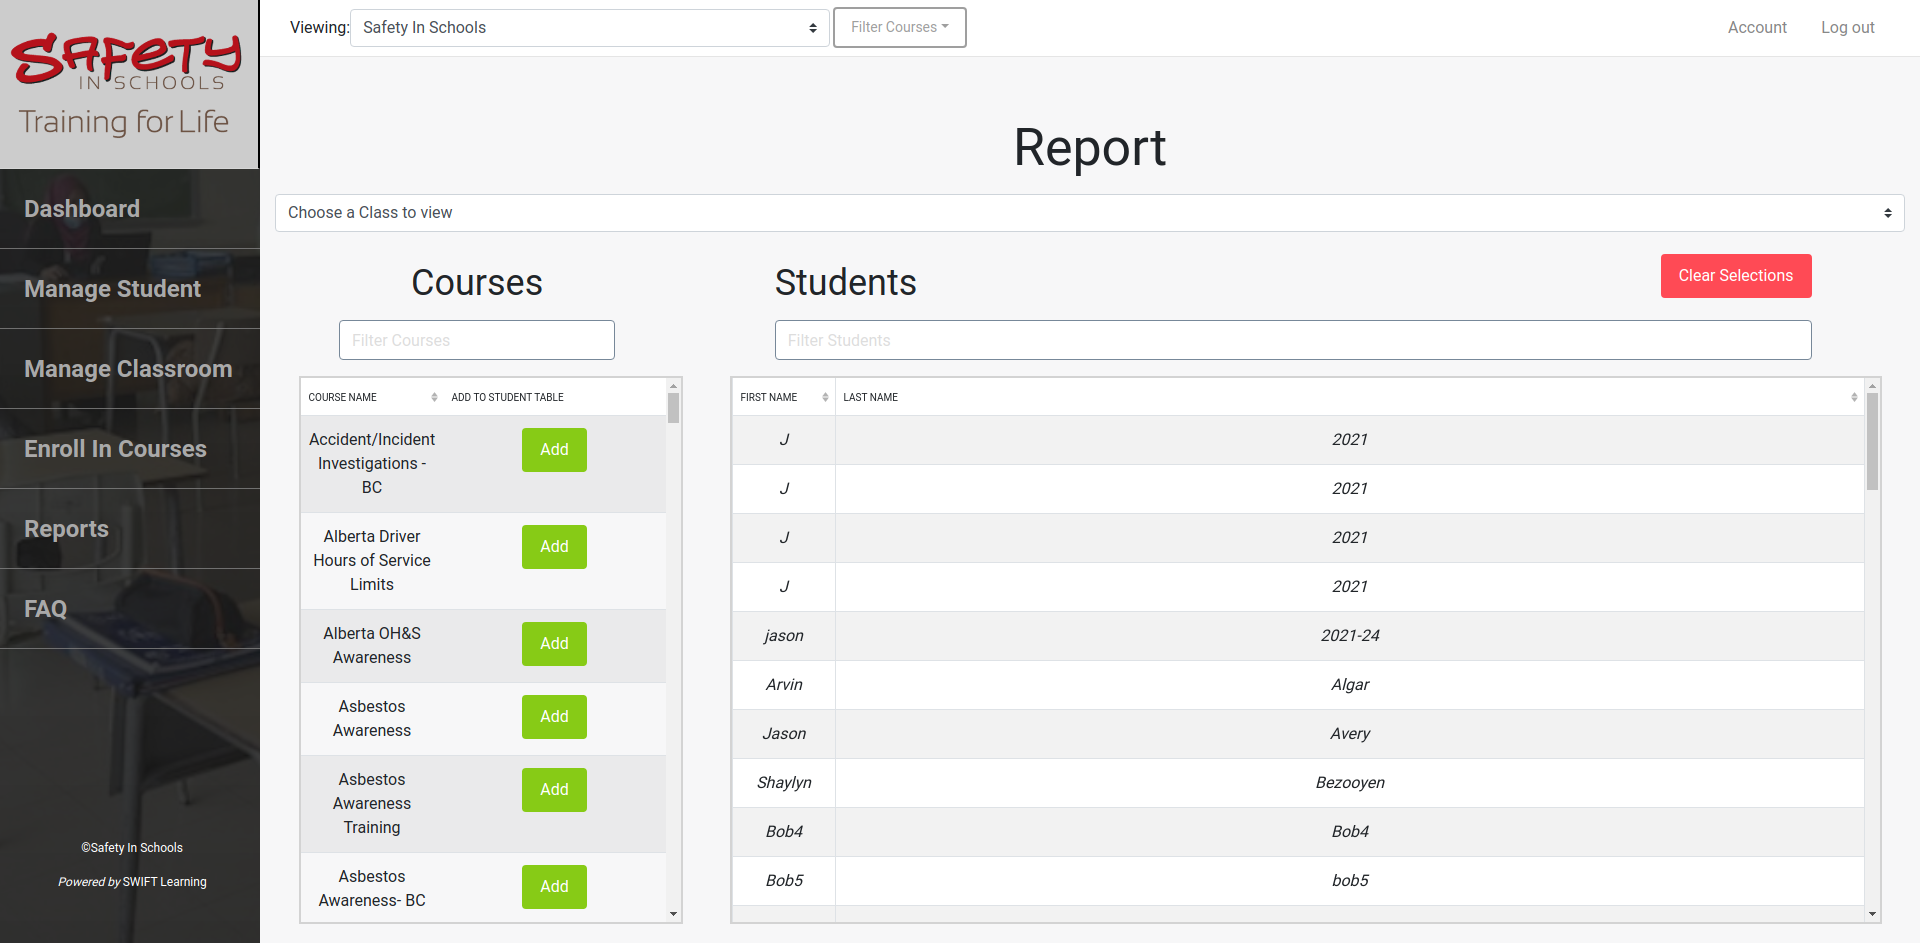 SAFETY
IN SCHOOLS
Training for Life
Dashboard
Manage Student
Manage Classroom
Enroll In Courses
Reports
FAQ
©Safety In Schools
Powered by SWIFT Learning
Viewing: Safety In Schools Filter Courses Account Log out
Report
Choose a Class to view
Courses
Filter Courses
COURSE NAME ADD TO STUDENT TABLE
Accident/Incident
Investigations -
BC
Add
Alberta Driver
Hours of Service
Limits
Add
Alberta OH&S
Awareness
Add
Asbestos
Awareness
Add
Asbestos
Awareness
Training
Add
Asbestos
Awareness- BC
Add
Students
Clear Selections
Filter Students
FIRST NAME LAST NAME
J 2021
J 2021
J 2021
J 2021
jason 2021-24
Arvin Algar
Jason Avery
Shaylyn Bezooyen
Bob4 Bob4
Bob5 bob5